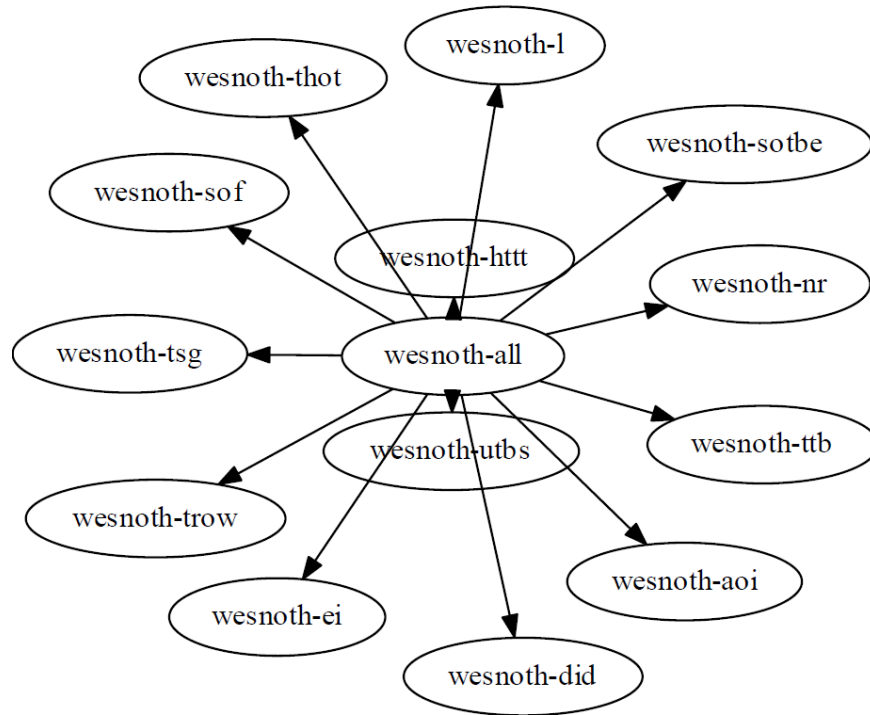 wesnoth-l
wesnoth-thot
wesnoth-sotbe
wesnoth-sof
wesnoth-httt
wesnoth-nr
wesnoth-tsg
wesnoth-all
wesnoth-ttb
wesnoth-utbs
wesnoth-trow
wesnoth-aoi
wesnoth-ei
wesnoth-did